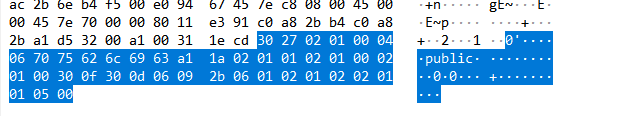 ac 2b 6e b4 f5 00 e0 94 67 45 7e c8 08 00 45 00 ·+n····· gE~···E·
00 45 7e 70 00 00 80 11 e3 91 c0 a8 2b b4 c0 a8 ·E~p···· ····+···
2b a1 d5 32 00 a1 00 31 1e cd 30 27 02 01 00 04 +··2···1 ··0'····
06 70 75 62 6c 69 63 a0 1a 02 01 01 02 01 00 02 ·public· ········
01 00 30 0f 30 0d 06 09 2b 06 01 02 01 02 02 01 ··0·0··· +·······
01 05 00 ···